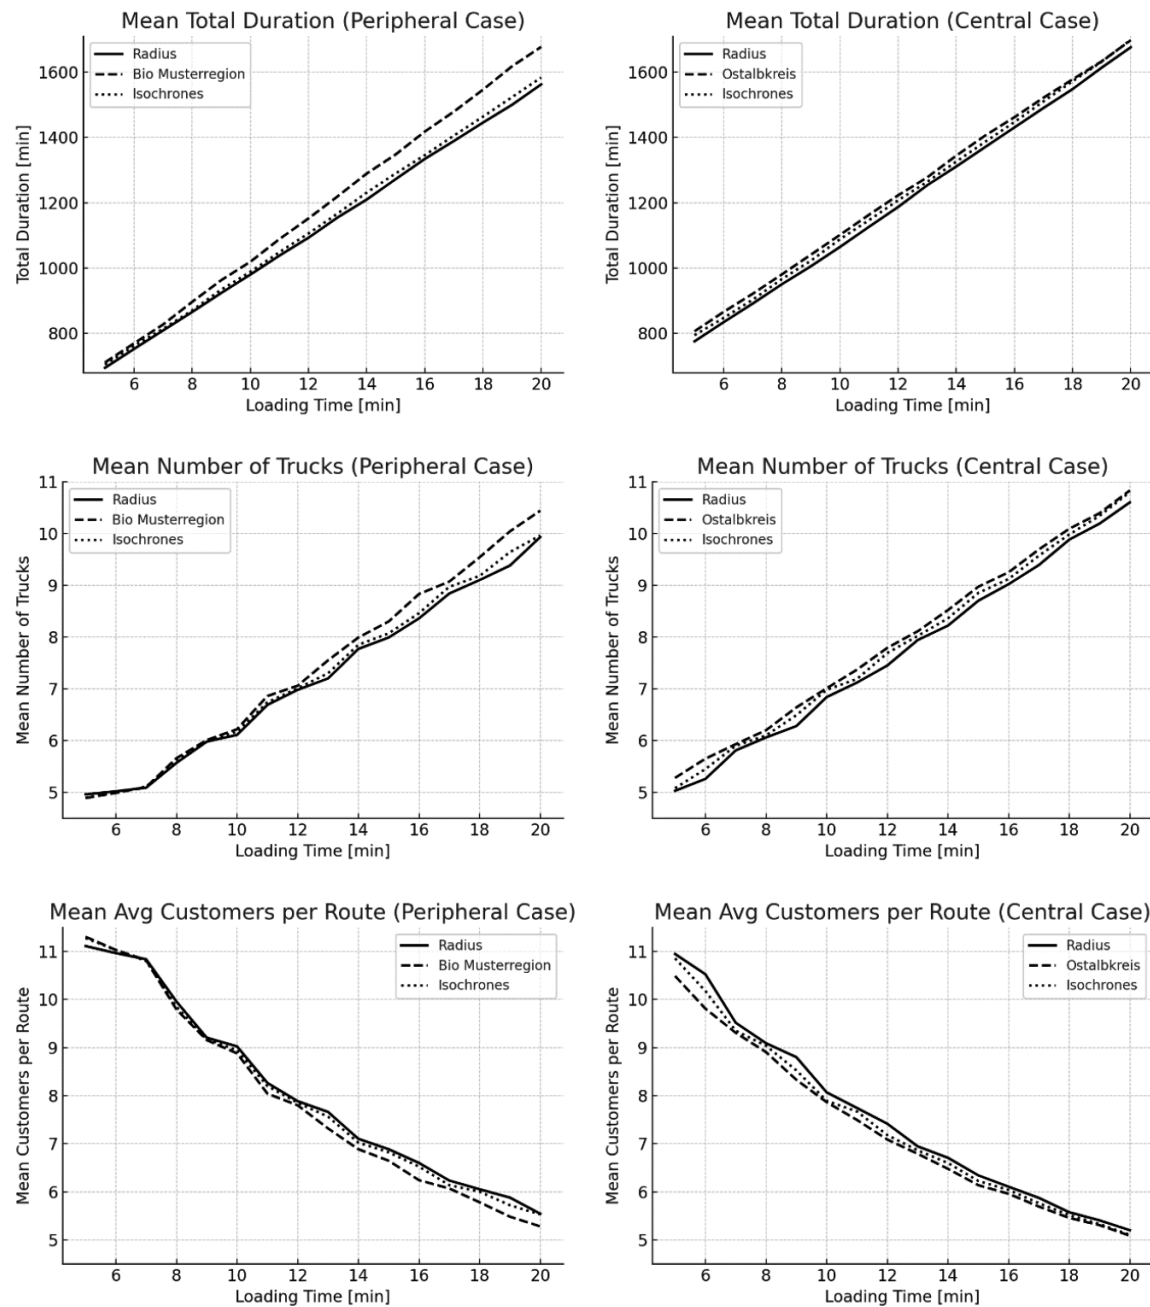 Mean Total Duration (Peripheral Case)
Total Duration [min]
1600
1400
1200
1000
800
Radius
Bio Musterregion
Isochrones
6 8 10 12 14 16 18 20
Loading Time [min]
Mean Total Duration (Central Case)
Total Duration [min]
1600
1400
1200
1000
800
Radius
Ostalbkreis
Isochrones
6 8 10 12 14 16 18 20
Loading Time [min]
Mean Number of Trucks (Peripheral Case)
Mean Number of Trucks
11
10
9
8
7
6
5
Radius
Bio Musterregion
Isochrones
6 8 10 12 14 16 18 20
Loading Time [min]
Mean Number of Trucks (Central Case)
Mean Number of Trucks
11
10
9
8
7
6
5
Radius
Ostalbkreis
Isochrones
6 8 10 12 14 16 18 20
Loading Time [min]
Mean Avg Customers per Route (Peripheral Case)
Mean Customers per Route
11
10
9
8
7
6
5
Radius
Bio Musterregion
Isochrones
6 8 10 12 14 16 18 20
Loading Time [min]
Mean Avg Customers per Route (Central Case)
Mean Customers per Route
11
10
9
8
7
6
5
Radius
Ostalbkreis
Isochrones
6 8 10 12 14 16 18 20
Loading Time [min]